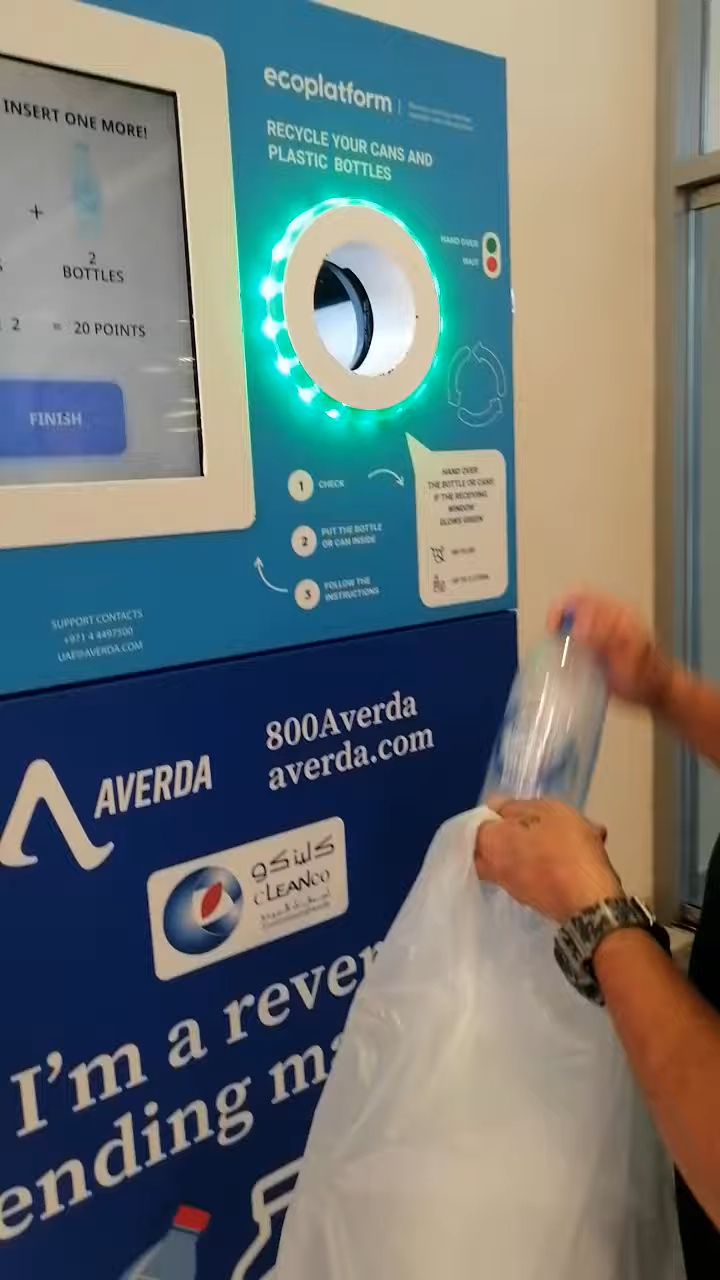 INSERT ONE MORE!
+
2
BOTTLES
2 = 20 POINTS
FINISH
ecoplatform
RECYCLE YOUR CANS AND
PLASTIC BOTTLES
HAND OVER
WAIT
1 CHECK
2 PUT THE BOTTLE
OR CAN INSIDE
3 FOLLOW THE
INSTRUCTIONS
HAND OVER
THE BOTTLE OR CANS
IF THE RECEIVING
WINDOW
GLOWS GREEN
SUPPORT CONTACTS
+971 4 4497500
UAE@AVERDA.COM
AVERDA
800Averda
averda.com
كلينكو
CLEANCO
I'm a rever
ending ma